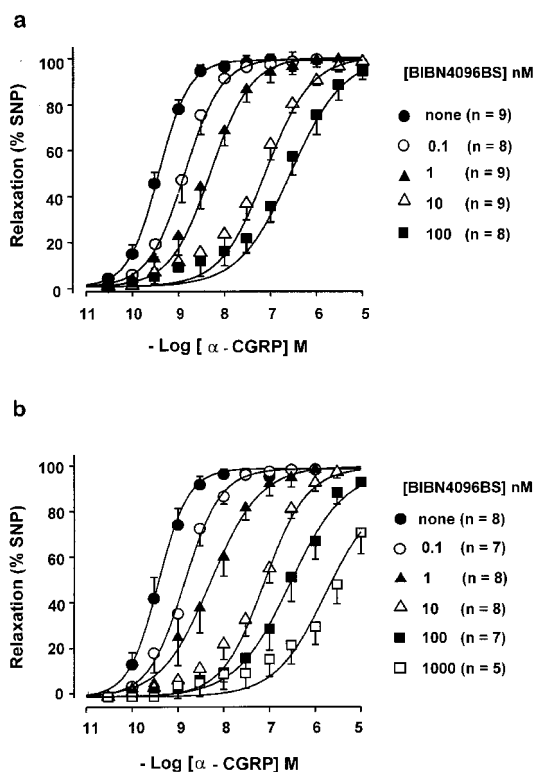 a
100
80
60
40
20
0
Relaxation (% SNP)
11 10 9 8 7 6 5
- Log [ α - CGRP] M
[BIBN4096BS] nM
none (n = 9)
0.1 (n = 8)
1 (n = 9)
10 (n = 9)
100 (n = 8)
b
100
80
60
40
20
0
Relaxation (% SNP)
11 10 9 8 7 6 5
- Log [ α - CGRP] M
[BIBN4096BS] nM
none (n = 8)
0.1 (n = 7)
1 (n = 8)
10 (n = 8)
100 (n = 7)
1000 (n = 5)